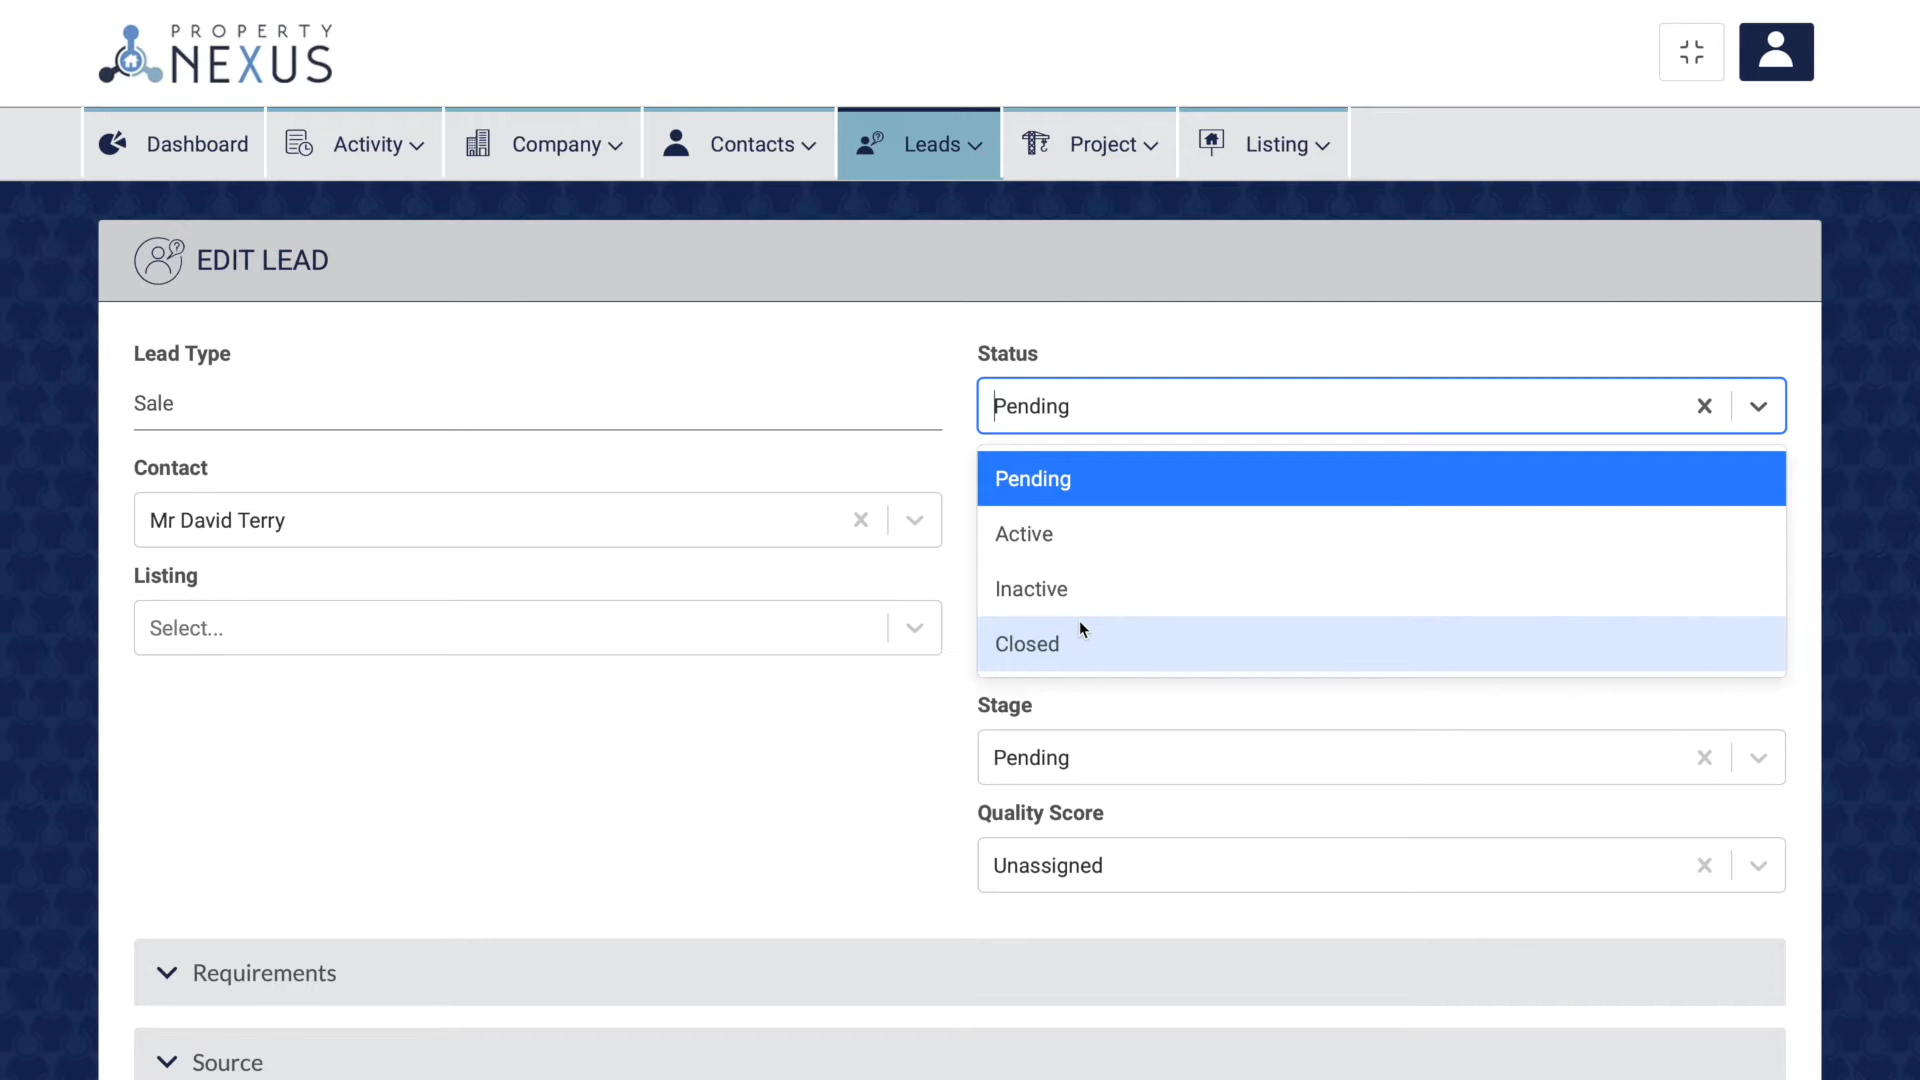 PROPERTY
NEXUS
Dashboard
Activity
Company
Contacts
Leads
Project
Listing
EDIT LEAD
Lead Type
Sale
Contact
Mr David Terry
Listing
Select...
Status
Pending
Pending
Active
Inactive
Closed
Stage
Pending
Quality Score
Unassigned
Requirements
Source